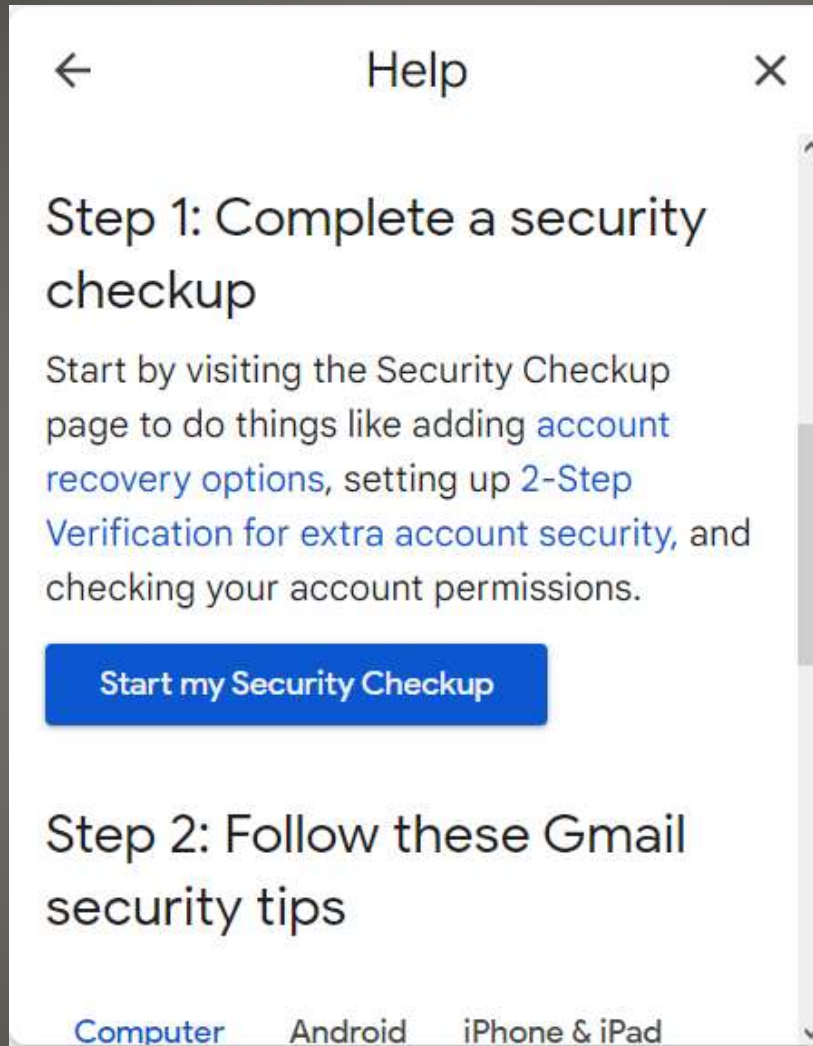 Help
Step 1: Complete a security
checkup
Start by visiting the Security Checkup
page to do things like adding account
recovery options, setting up 2-Step
Verification for extra account security, and
checking your account permissions.
Start my Security Checkup
Step 2: Follow these Gmail
security tips
Computer Android iPhone & iPad